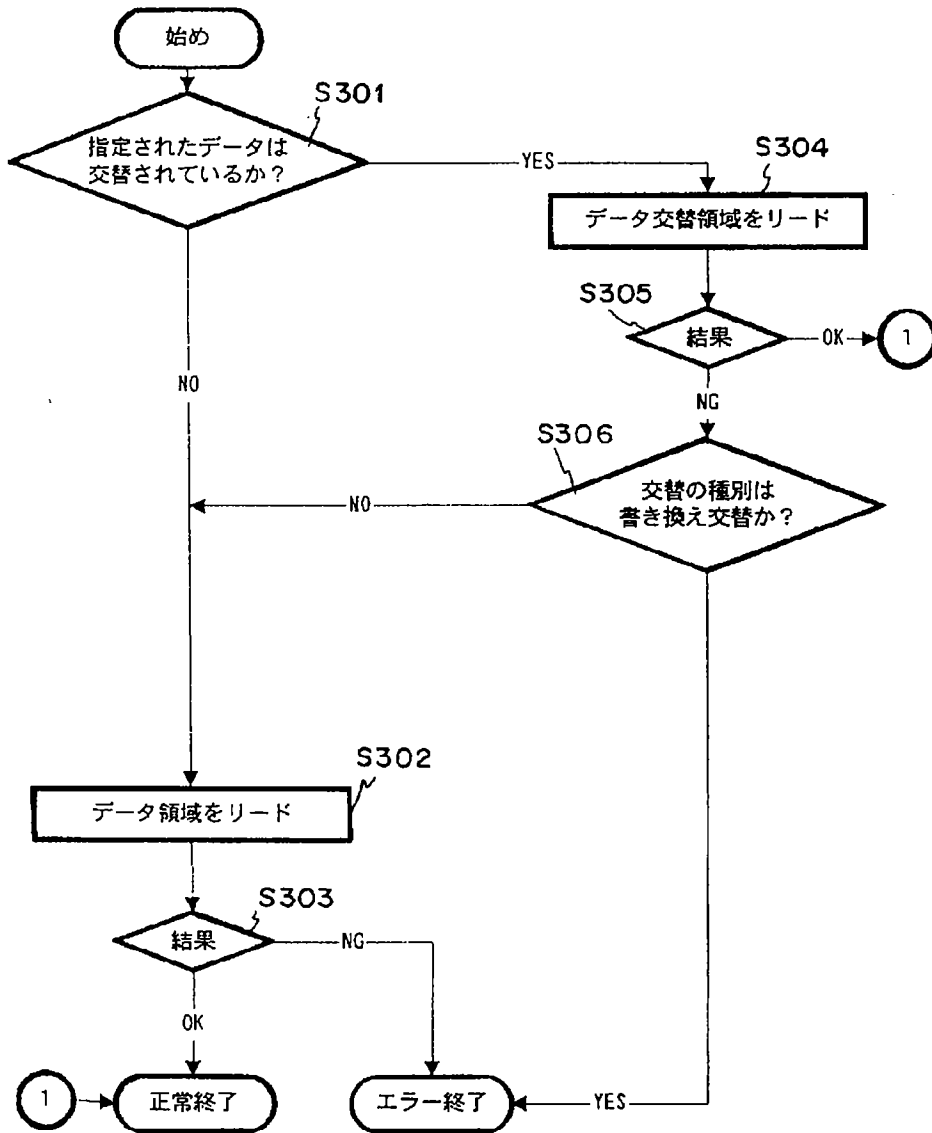 始め
S301
指定されたデータは
交替されているか?
YES
S304
データ交替領域をリード
S305
結果
OK
1
NO
NG
S306
交替の種別は
書き換え交替か?
NO
S302
データ領域をリード
S303
結果
NG
OK
1
正常終了
エラー終了
YES